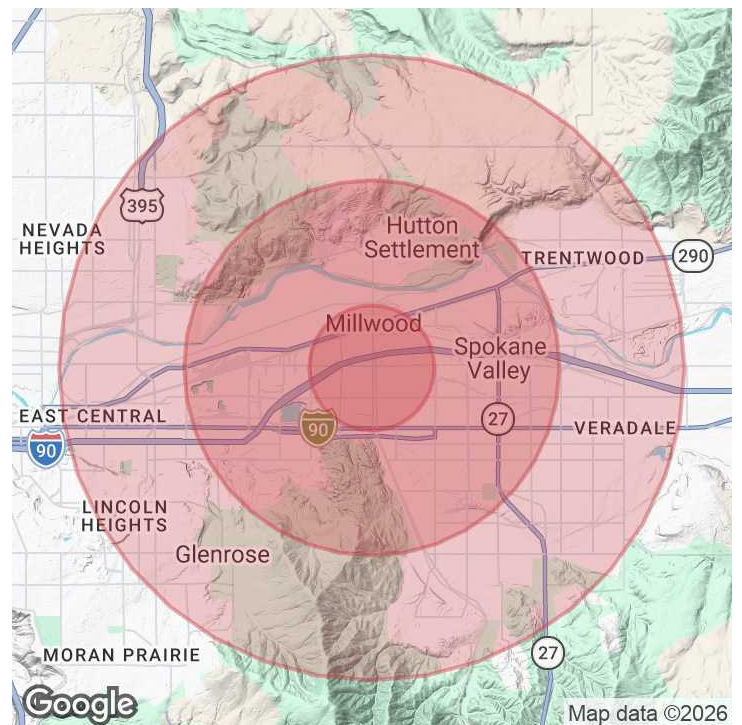 395
NEVADA
HEIGHTS
Hutton
Settlement
TRENTWOOD
290
Millwood
Spokane
Valley
EAST CENTRAL
90
90
27
VERADALE
LINCOLN
HEIGHTS
Glenrose
MORAN PRAIRIE
27
Google
Map data ©2026